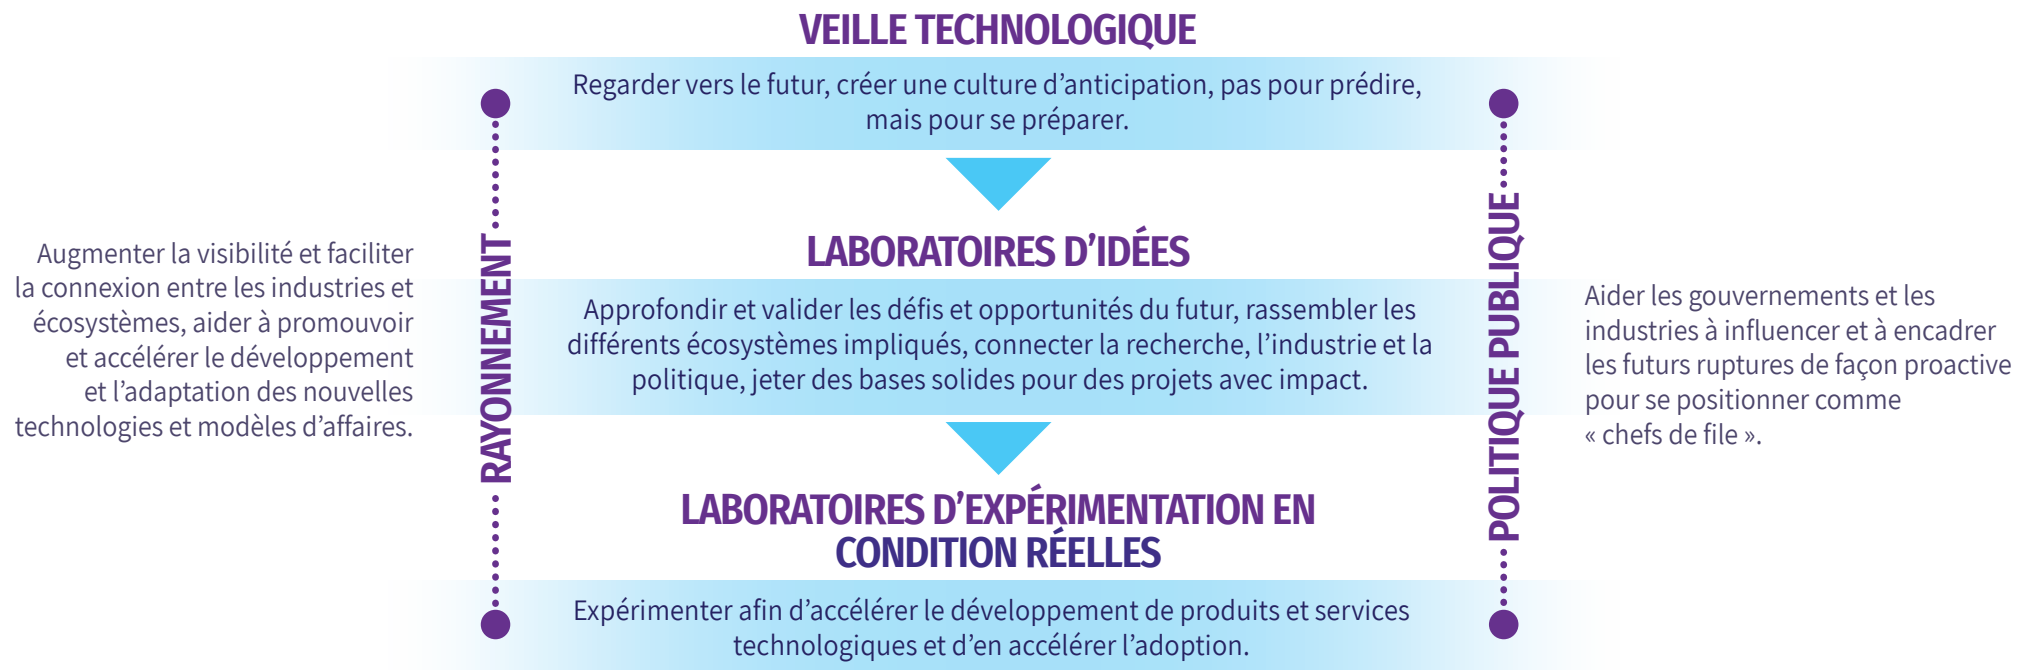 VEILLE TECHNOLOGIQUE
Regarder vers le futur, créer une culture d’anticipation, pas pour prédire,
mais pour se préparer.
RAYONNEMENT
Augmenter la visibilité et faciliter
la connexion entre les industries et
écosystèmes, aider à promouvoir
et accélérer le développement
et l’adaptation des nouvelles
technologies et modèles d’affaires.
LABORATOIRES D’IDÉES
Approfondir et valider les défis et opportunités du futur, rassembler les
différents écosystèmes impliqués, connecter la recherche, l’industrie et la
politique, jeter des bases solides pour des projets avec impact.
POLITIQUE PUBLIQUE
Aider les gouvernements et les
industries à influencer et à encadrer
les futurs ruptures de façon proactive
pour se positionner comme
« chefs de file ».
LABORATOIRES D’EXPÉRIMENTATION EN
CONDITION RÉELLES
Expérimenter afin d’accélérer le développement de produits et services
technologiques et d’en accélérer l’adoption.